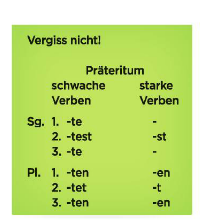 Vergiss nicht!
Präteritum
schwache starke
Verben Verben
Sg. 1. -te -
2. -test -st
3. -te -
Pl. 1. -ten -en
2. -tet -t
3. -ten -en